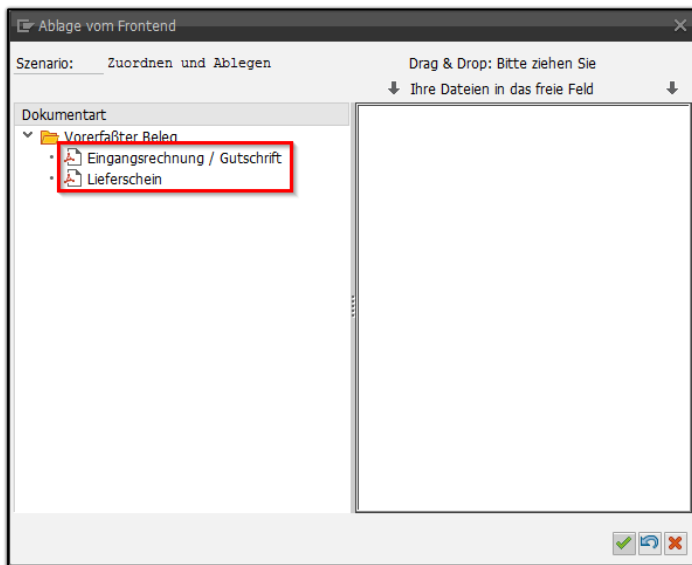 Ablage vom Frontend
Szenario: Zuordnen und Ablegen
Drag & Drop: Bitte ziehen Sie
Ihre Dateien in das freie Feld
Dokumentart
Vorerfaßter Beleg
Eingangsrechnung / Gutschrift
Lieferschein